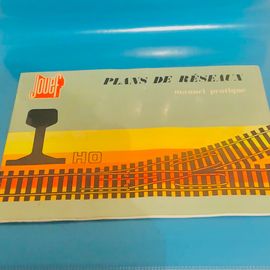 Jouef
PLANS DE RÉSEAUX
manuel pratique
HO